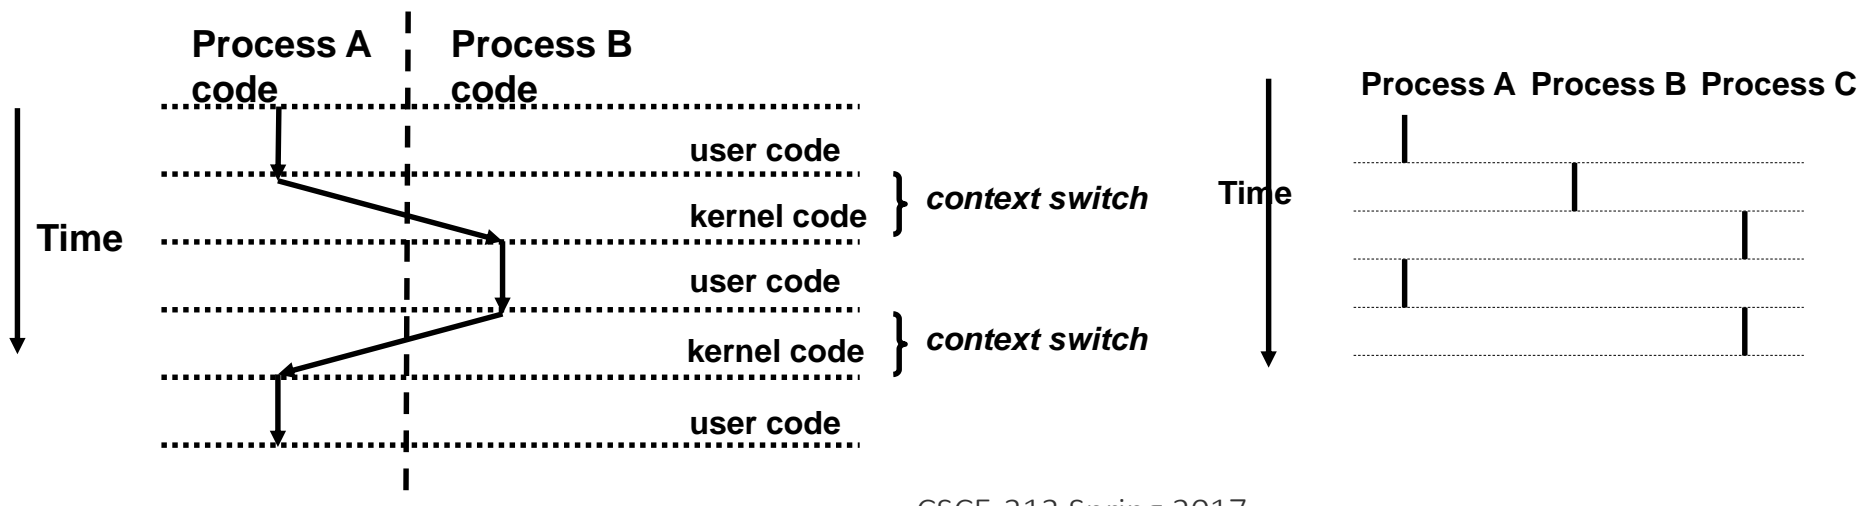 Process A
code
Process B
code
user code
context switch
kernel code
Time
user code
context switch
kernel code
user code
Process A Process B Process C
Time